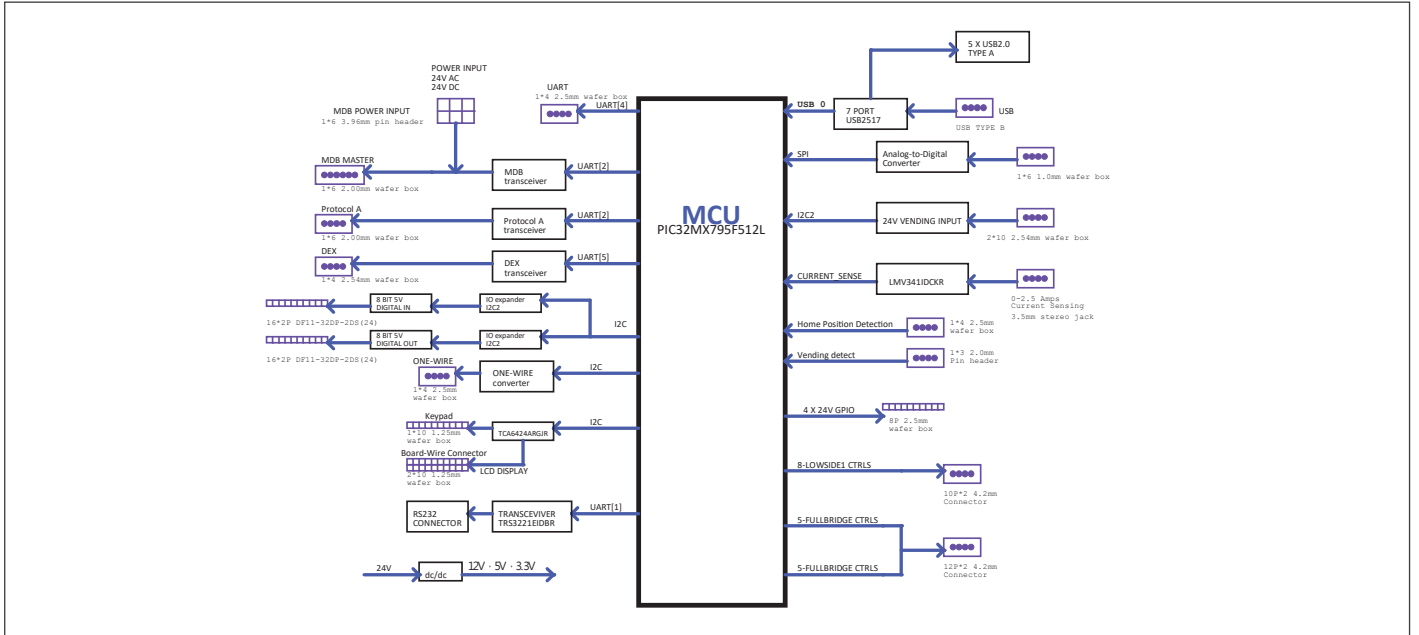 POWER INPUT
24V AC
24V DC
MDB POWER INPUT
1*6 3.96mm pin header
UART
1*4 2.5mm wafer box
UART[4]
MDB MASTER
1*6 2.00mm wafer box
MDB
transceiver
UART[2]
Protocol A
1*6 2.00mm wafer box
Protocol A
transceiver
UART[2]
DEX
1*4 2.54mm wafer box
DEX
transceiver
UART[5]
16*2P DF11-32DP-2DS(24)
8 BIT 5V
DIGITAL IN
IO expander
I2C2
I2C
16*2P DF11-32DP-2DS(24)
8 BIT 5V
DIGITAL OUT
IO expander
I2C2
ONE-WIRE
1*4 2.5mm
wafer box
ONE-WIRE
converter
I2C
Keypad
1*10 1.25mm
wafer box
TCA6424ARGJR
I2C
Board-Wire Connector
2*10 1.25mm
wafer box
LCD DISPLAY
RS232
CONNECTOR
TRANSCEVIVER
TRS3221EIDBR
UART[1]
24V
dc/dc
12V · 5V · 3.3V
MCU
PIC32MX795F512L
5 X USB2.0
TYPE A
USB_0
7 PORT
USB2517
USB
USB TYPE B
SPI
Analog-to-Digital
Converter
1*6 1.0mm wafer box
I2C2
24V VENDING INPUT
2*10 2.54mm wafer box
CURRENT_SENSE
LMV341IDCKR
0-2.5 Amps
Current Sensing
3.5mm stereo jack
Home Position Detection
1*4 2.5mm
wafer box
Vending detect
1*3 2.0mm
Pin header
4 X 24V GPIO
8P 2.5mm
wafer box
8-LOWSIDE1 CTRLS
10P*2 4.2mm
Connector
5-FULLBRIDGE CTRLS
12P*2 4.2mm
Connector
5-FULLBRIDGE CTRLS